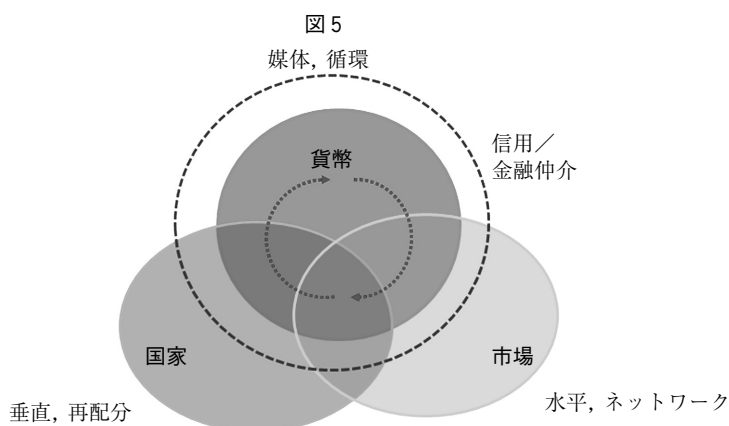 図5
媒体, 循環
信用／
金融仲介
貨幣
国家
市場
垂直, 再配分
水平, ネットワーク